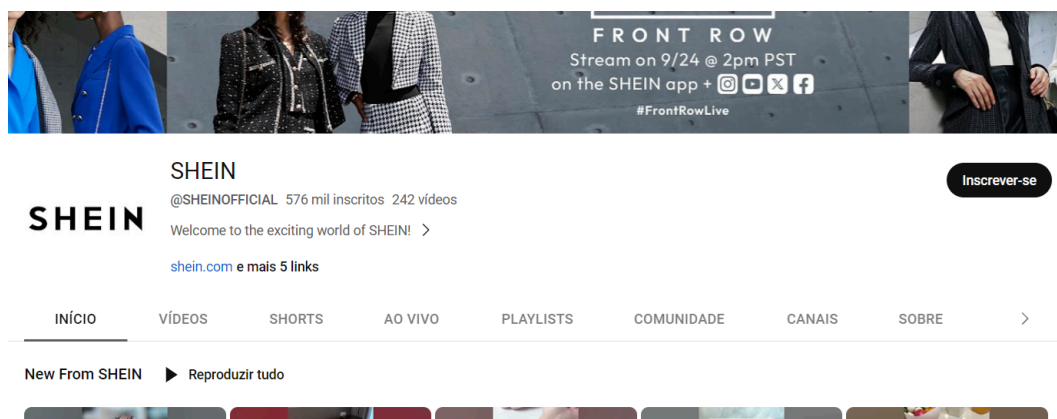 FRONT ROW
Stream on 9/24 @ 2pm PST
on the SHEIN app +
#FrontRowLive
SHEIN
SHEIN
@SHEINOFFICIAL 576 mil inscritos 242 vídeos
Welcome to the exciting world of SHEIN!
shein.com e mais 5 links
Inscrever-se
INÍCIO VÍDEOS SHORTS AO VIVO PLAYLISTS COMUNIDADE CANAIS SOBRE
New From SHEIN Reproduzir tudo